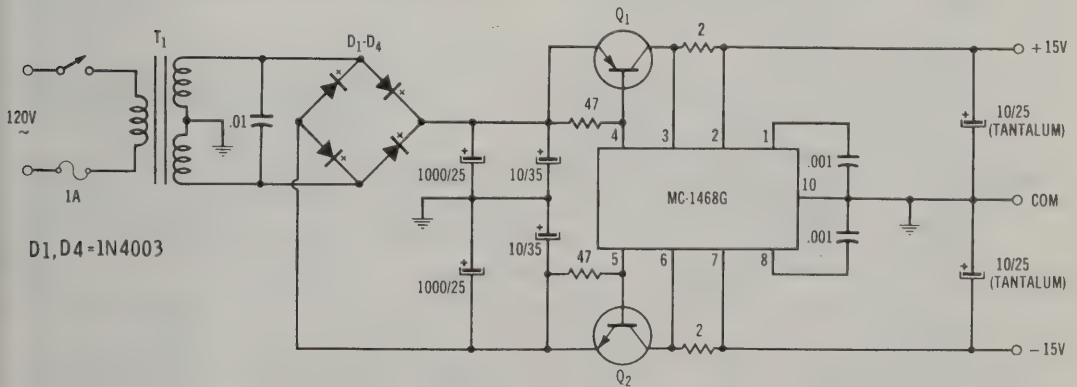 T1
D1-D4
Q1
2
+15V
120V
~
.01
47
4
3
2
1
10/25
(TANTALUM)
1000/25
10/35
.001
10
MC-1468G
COM
1A
D1,D4=1N4003
10/35
.001
1000/25
47
5
6
7
8
10/25
(TANTALUM)
2
-15V
Q2